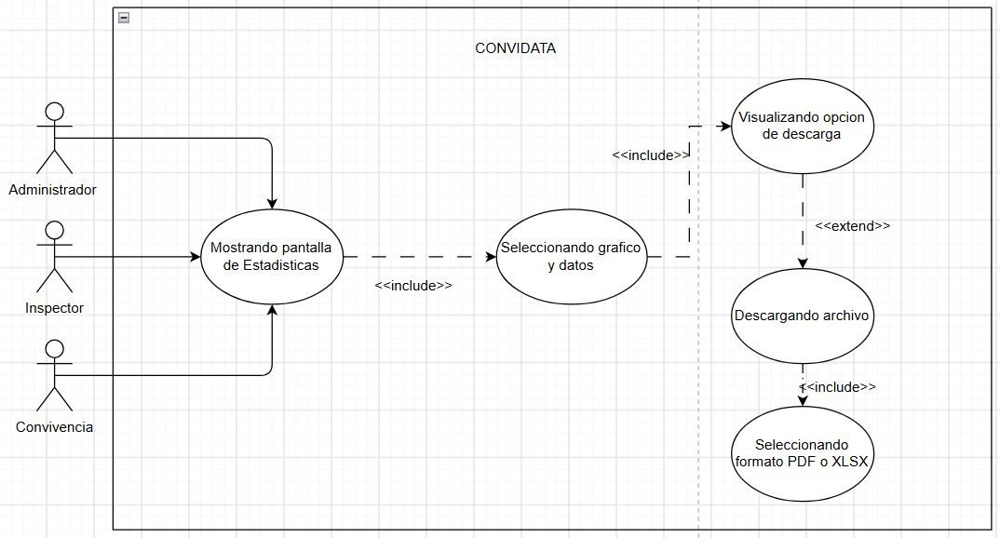 CONVIDATA
Administrador
Inspector
Convivencia
Mostrando pantalla
de Estadisticas
<<include>>
Seleccionando grafico
y datos
<<include>>
Visualizando opcion
de descarga
<<extend>>
Descargando archivo
<<include>>
Seleccionando
formato PDF o XLSX